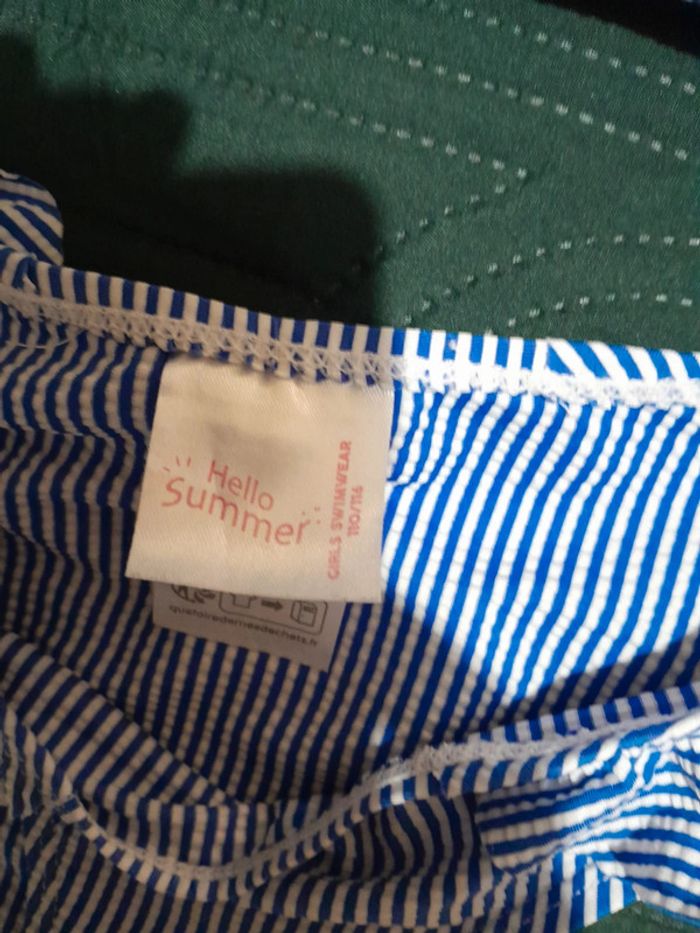 Hello
Summer
GIRLS SWIMWEAR
110/116
quefairedemesdechets.fr